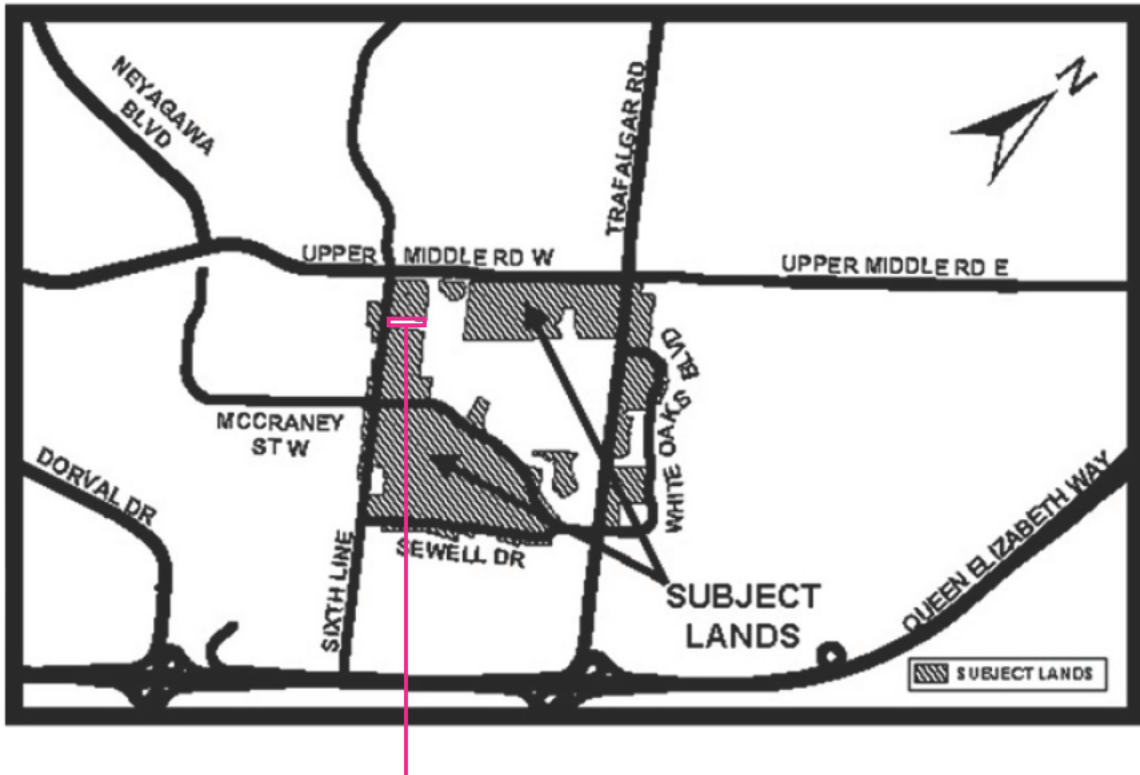 NEYAGAWA
BLVD
TRAFALGAR RD
N
UPPER MIDDLE RD W
UPPER MIDDLE RD E
WHITE OAKS BLVD
MCCRANEY
ST W
DORVAL DR
SEWELL DR
SIXTH LINE
QUEEN ELIZABETH WAY
SUBJECT
LANDS
SUBJECT LANDS